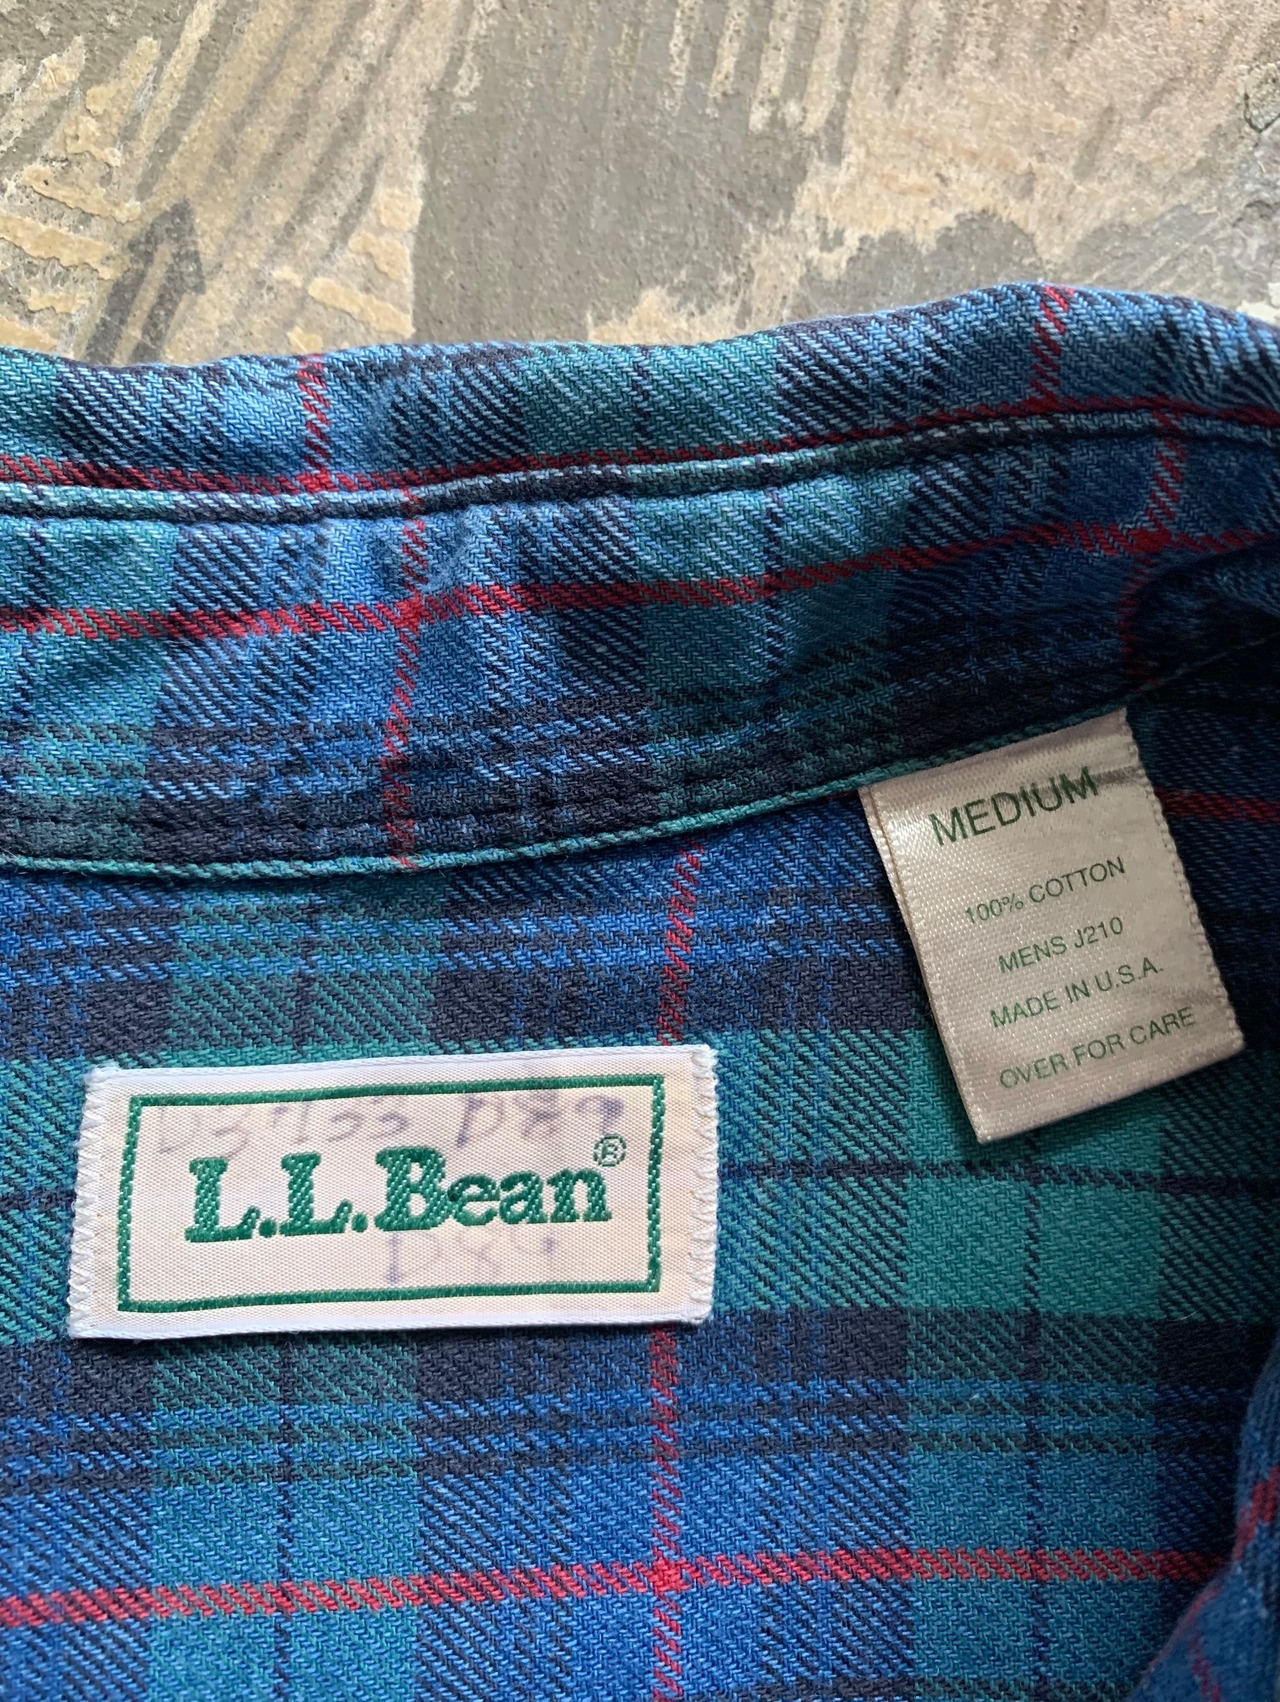 MEDIUM
100% COTTON
MENS J210
MADE IN U.S.A.
OVER FOR CARE
L.L.Bean®